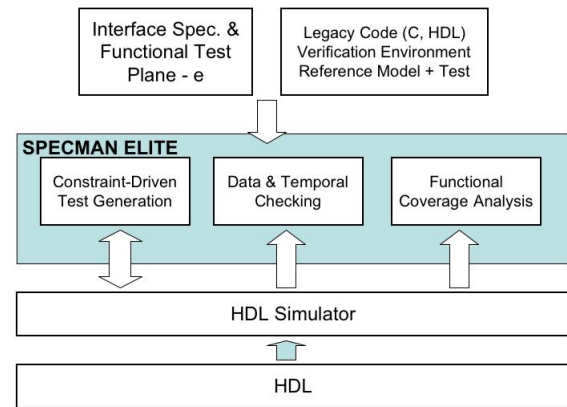 Interface Spec. &
Functional Test
Plane - e
Legacy Code (C, HDL)
Verification Environment
Reference Model + Test
SPECMAN ELITE
Constraint-Driven
Test Generation
Data & Temporal
Checking
Functional
Coverage Analysis
HDL Simulator
HDL